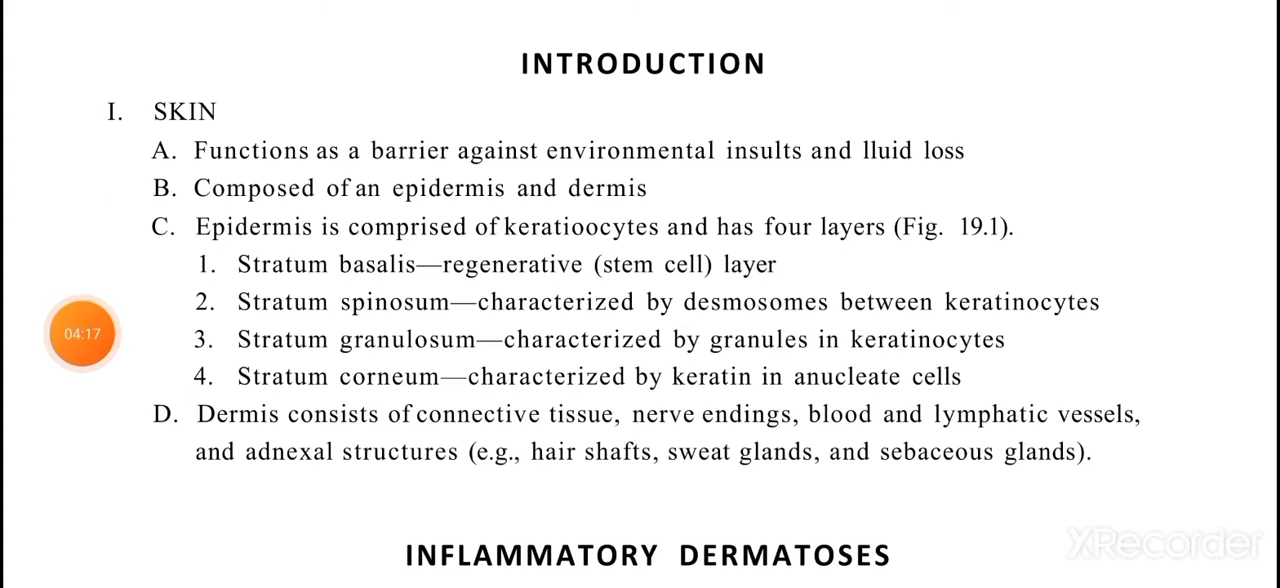 INTRODUCTION
I. SKIN
A. Functions as a barrier against environmental insults and lluid loss
B. Composed of an epidermis and dermis
C. Epidermis is comprised of keratioocytes and has four layers (Fig. 19.1).
1. Stratum basalis—regenerative (stem cell) layer
2. Stratum spinosum—characterized by desmosomes between keratinocytes
04:17
3. Stratum granulosum—characterized by granules in keratinocytes
4. Stratum corneum—characterized by keratin in anucleate cells
D. Dermis consists of connective tissue, nerve endings, blood and lymphatic vessels,
and adnexal structures (e.g., hair shafts, sweat glands, and sebaceous glands).
INFLAMMATORY DERMATOSES
XRecorder